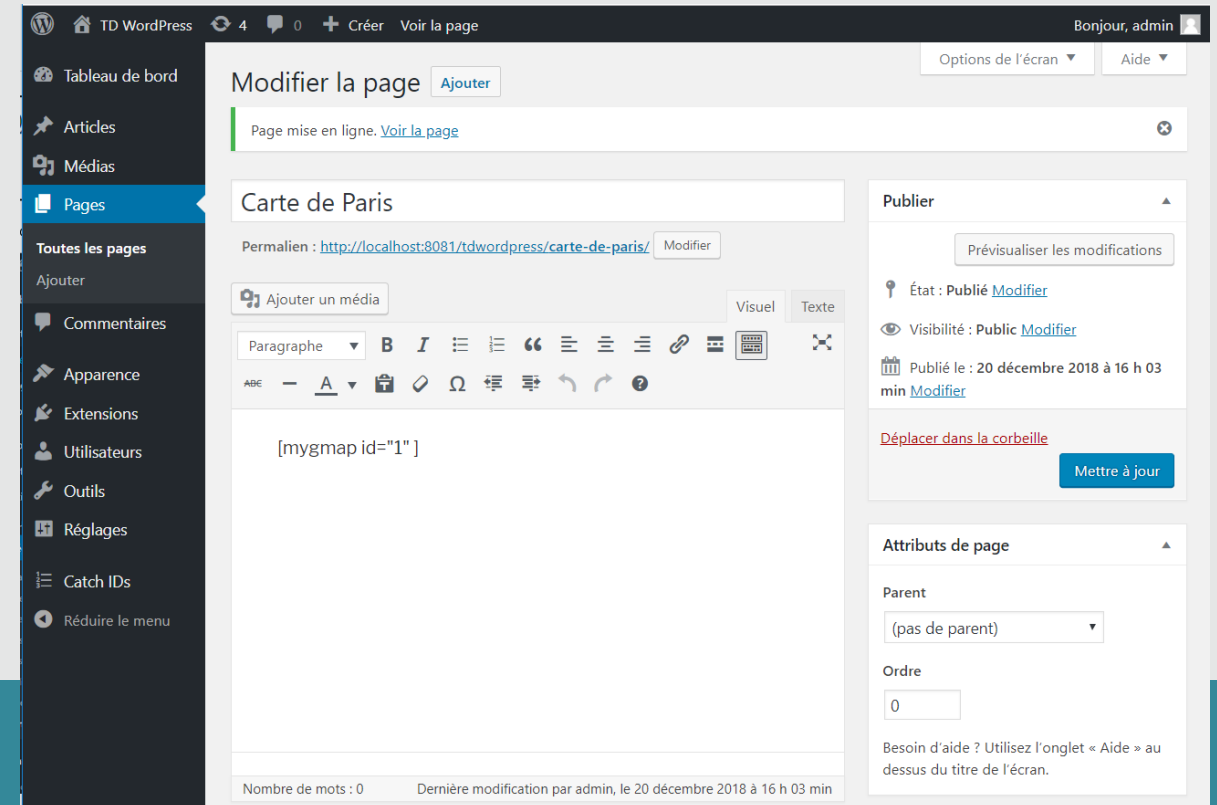 TD WordPress 4 0 Créer Voir la page Bonjour, admin
Options de l'écran ▼ Aide ▼
Tableau de bord
Articles
Médias
Pages
Toutes les pages
Ajouter
Commentaires
Apparence
Extensions
Utilisateurs
Outils
Réglages
Catch IDs
Réduire le menu
Modifier la page Ajouter
Page mise en ligne. Voir la page
Carte de Paris
Permalien : http://localhost:8081/tdwordpress/carte-de-paris/ Modifier
Ajouter un média
Visuel Texte
Paragraphe ▼ B I
ABC A ▼ Ω
[mygmap id="1" ]
Nombre de mots : 0 Dernière modification par admin, le 20 décembre 2018 à 16 h 03 min
Publier
Prévisualiser les modifications
État : Publié Modifier
Visibilité : Public Modifier
Publié le : 20 décembre 2018 à 16 h 03
min Modifier
Déplacer dans la corbeille
Mettre à jour
Attributs de page
Parent
(pas de parent)
Ordre
0
Besoin d'aide ? Utilisez l'onglet « Aide » au
dessus du titre de l'écran.